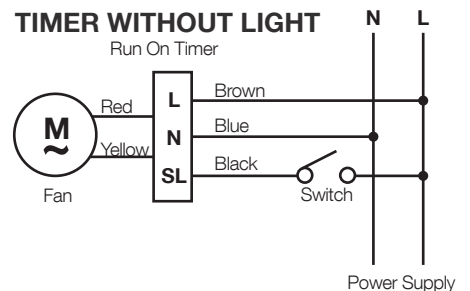 TIMER WITHOUT LIGHT
Run On Timer
N L
Red
Yellow
M
~
Fan
L
N
SL
Brown
Blue
Black
Switch
Power Supply